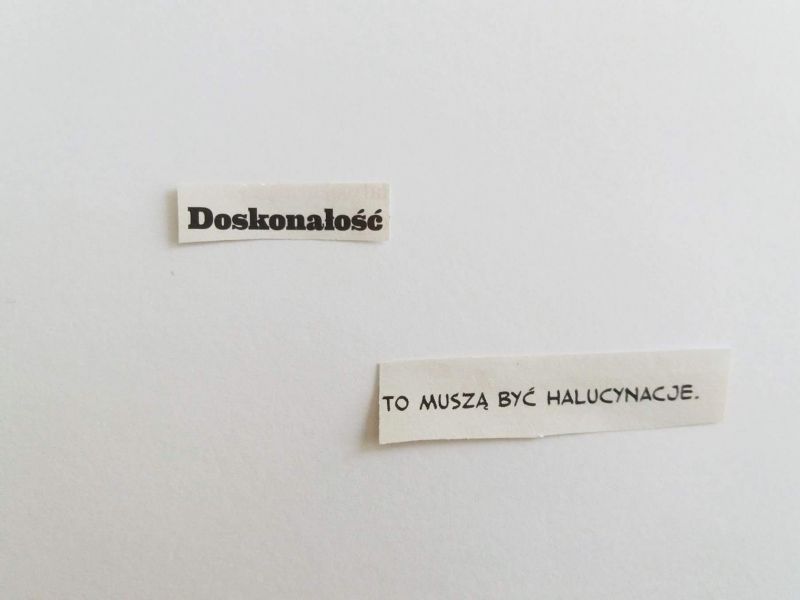 Doskonałość
TO MUSZĄ BYĆ HALUCYNACJE.